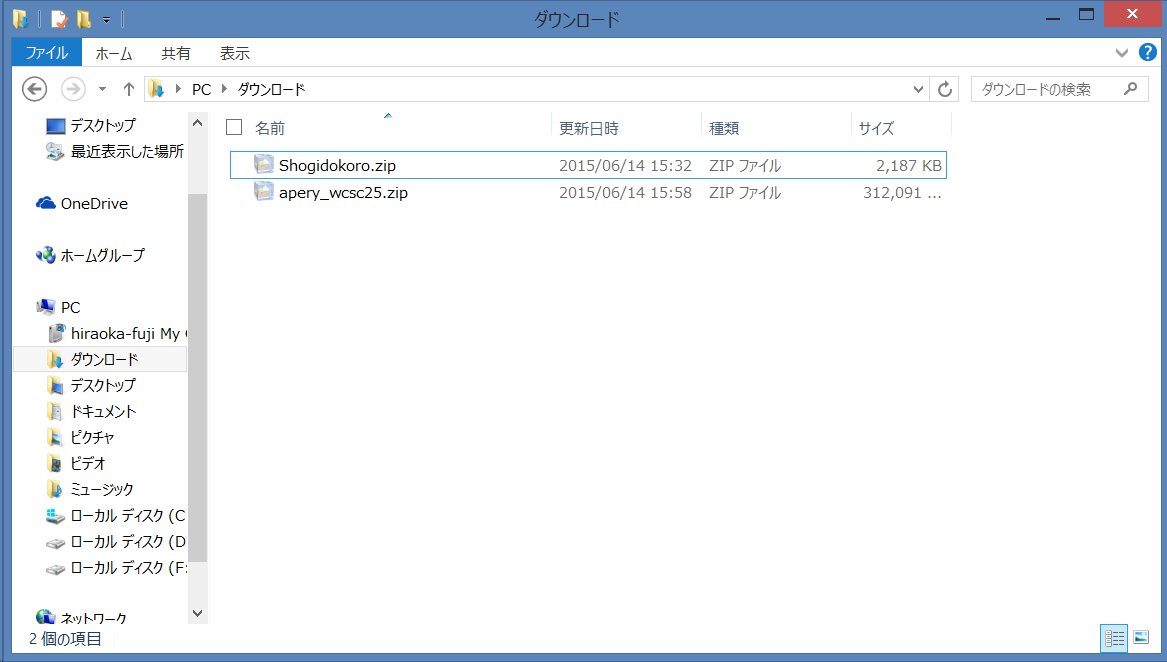 ダウンロード
ファイル ホーム 共有 表示
PC ダウンロード ダウンロードの検索
デスクトップ
最近表示した場所
OneDrive
ホームグループ
PC
hiraoka-fuji My
ダウンロード
デスクトップ
ドキュメント
ピクチャ
ビデオ
ミュージック
ローカル ディスク (C
ローカル ディスク (D
ローカル ディスク (F:
ネットワーク
名前 更新日時 種類 サイズ
Shogidokoro.zip 2015/06/14 15:32 ZIP ファイル 2,187 KB
apery_wcsc25.zip 2015/06/14 15:58 ZIP ファイル 312,091 ...
2 個の項目